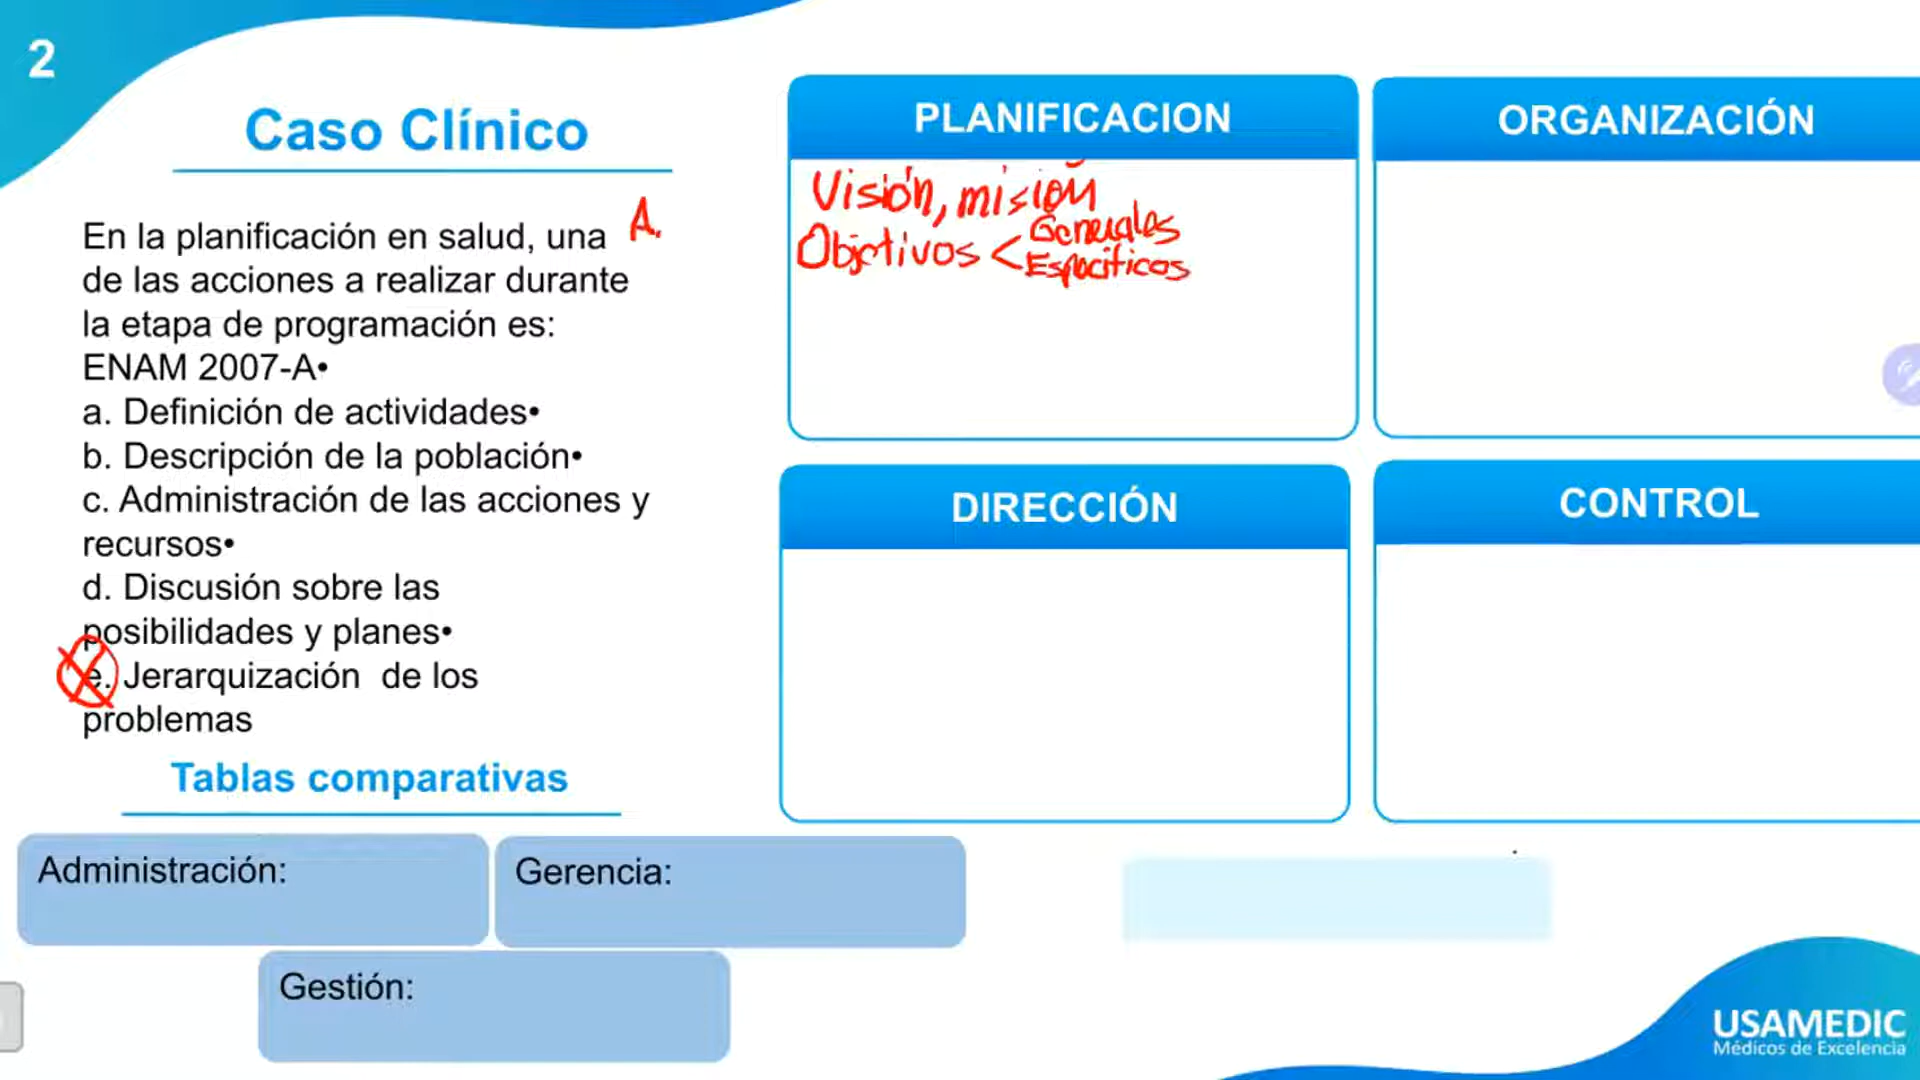 2
Caso Clínico
En la planificación en salud, una
de las acciones a realizar durante
la etapa de programación es:
ENAM 2007-A•
a. Definición de actividades•
b. Descripción de la población•
c. Administración de las acciones y
recursos•
d. Discusión sobre las
posibilidades y planes•
e. Jerarquización de los
problemas
A.
PLANIFICACION
Visión, misión
Objetivos < Generales
Específicos
ORGANIZACIÓN
DIRECCIÓN
CONTROL
Tablas comparativas
Administración:
Gerencia:
Gestión:
USAMEDIC
Médicos de Excelencia